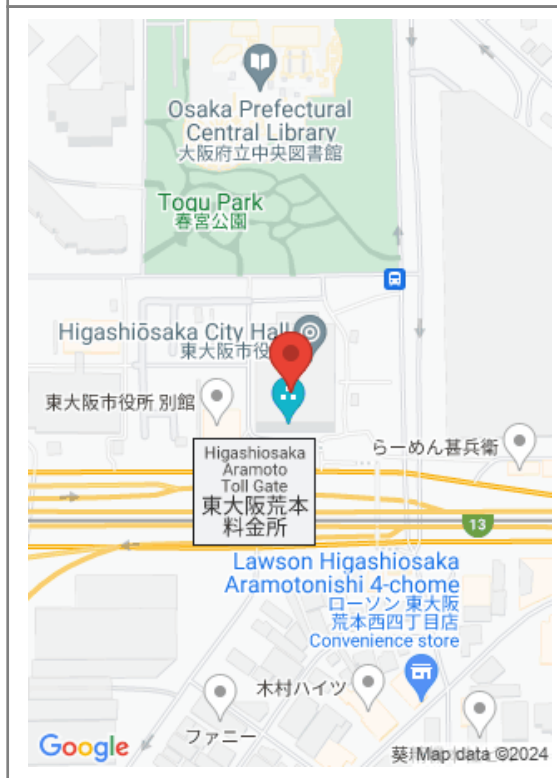 Osaka Prefectural
Central Library
大阪府立中央図書館
Toqu Park
春宮公園
Higashiōsaka City Hall
東大阪市役
東大阪市役所 別館
らーめん甚兵衛
Higashiosaka
Aramoto
Toll Gate
東大阪荒本
料金所
13
Lawson Higashiosaka
Aramotonishi 4-chome
ローソン 東大阪
荒本西四丁目店
Convenience store
木村ハイツ
ファニー
Google
葵
Map data ©2024